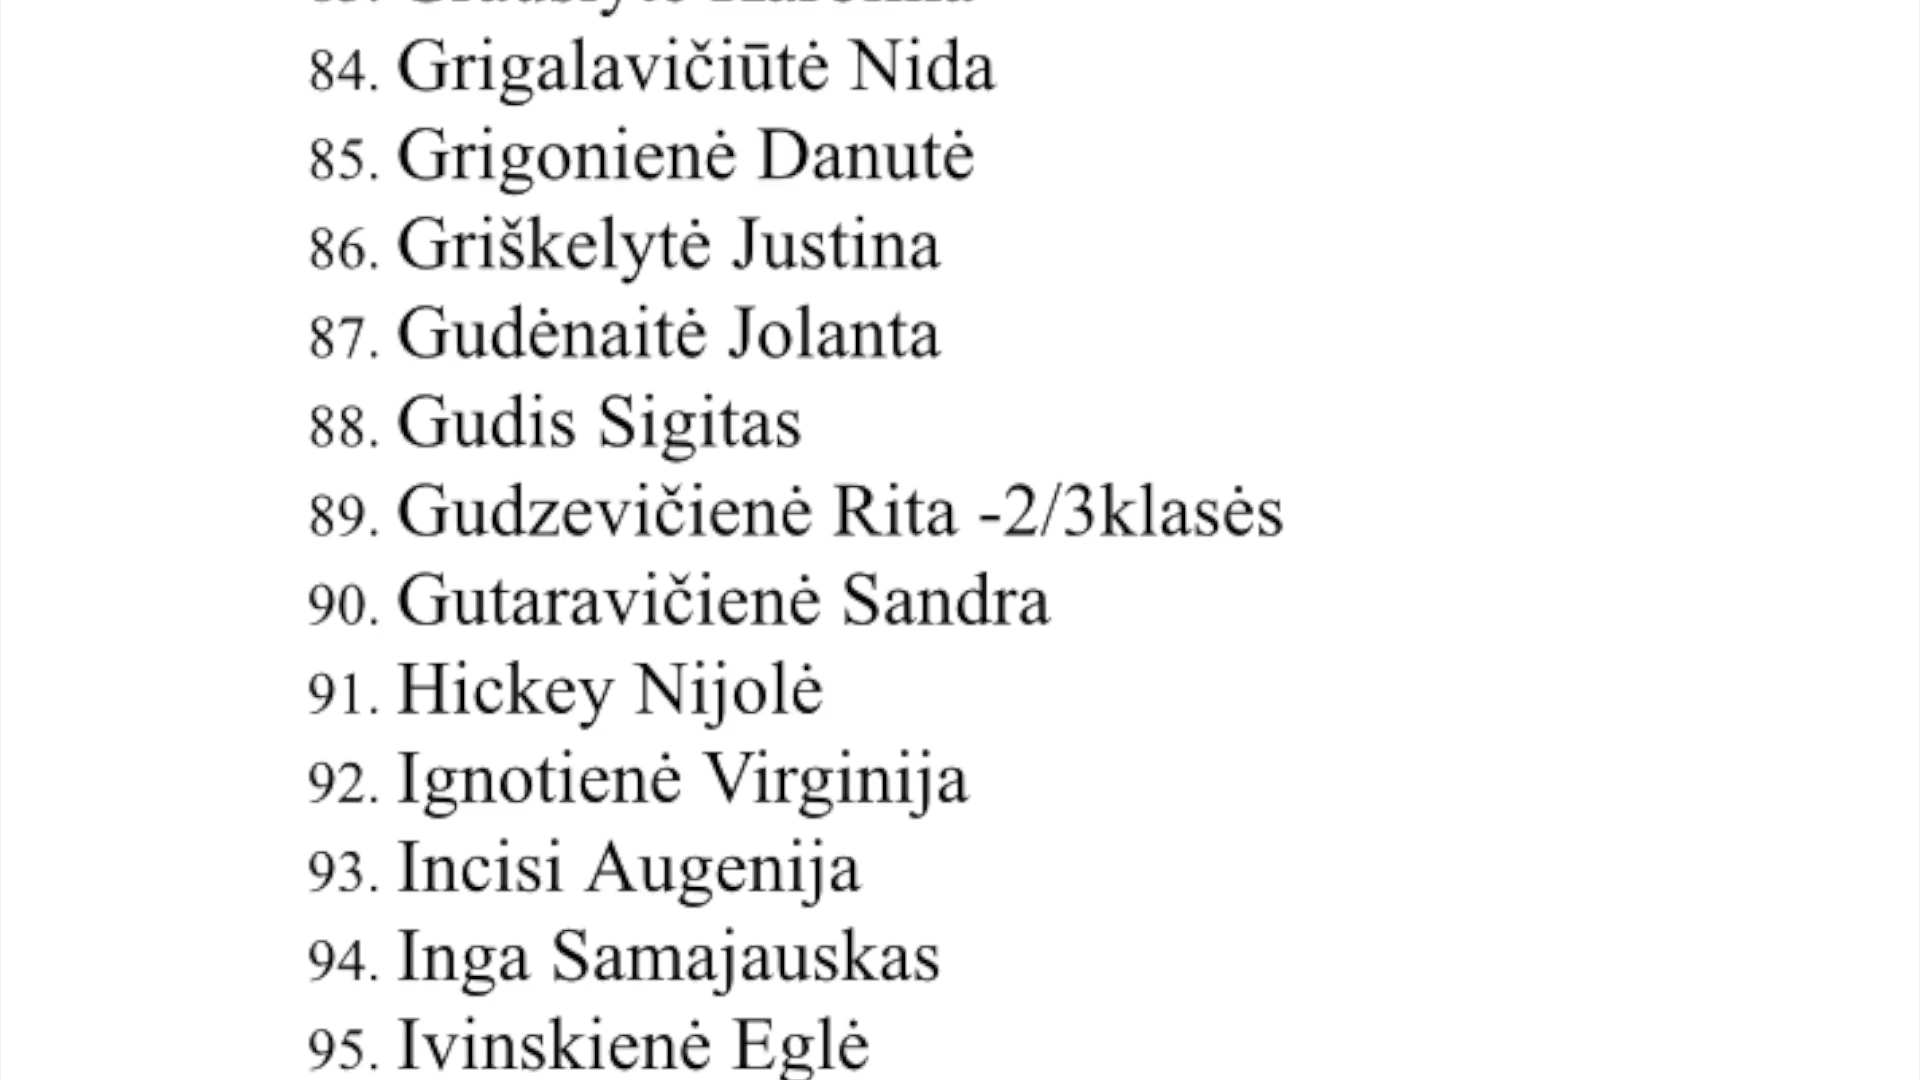 84. Grigalavičiūtė Nida
85. Grigonienė Danutė
86. Griškelytė Justina
87. Gudėnaitė Jolanta
88. Gudis Sigitas
89. Gudzevičienė Rita -2/3klasės
90. Gutaravičienė Sandra
91. Hickey Nijolė
92. Ignotienė Virginija
93. Incisi Augenija
94. Inga Samajauskas
95. Ivinskienė Eglė